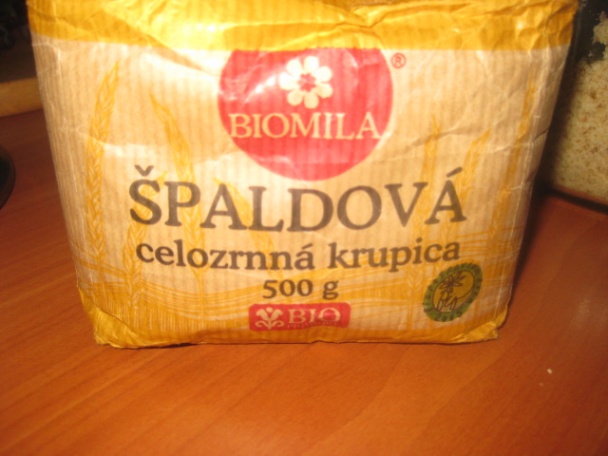 BIOMILA®
ŠPALDOVÁ
celozrnná krupica
500 g
BIO